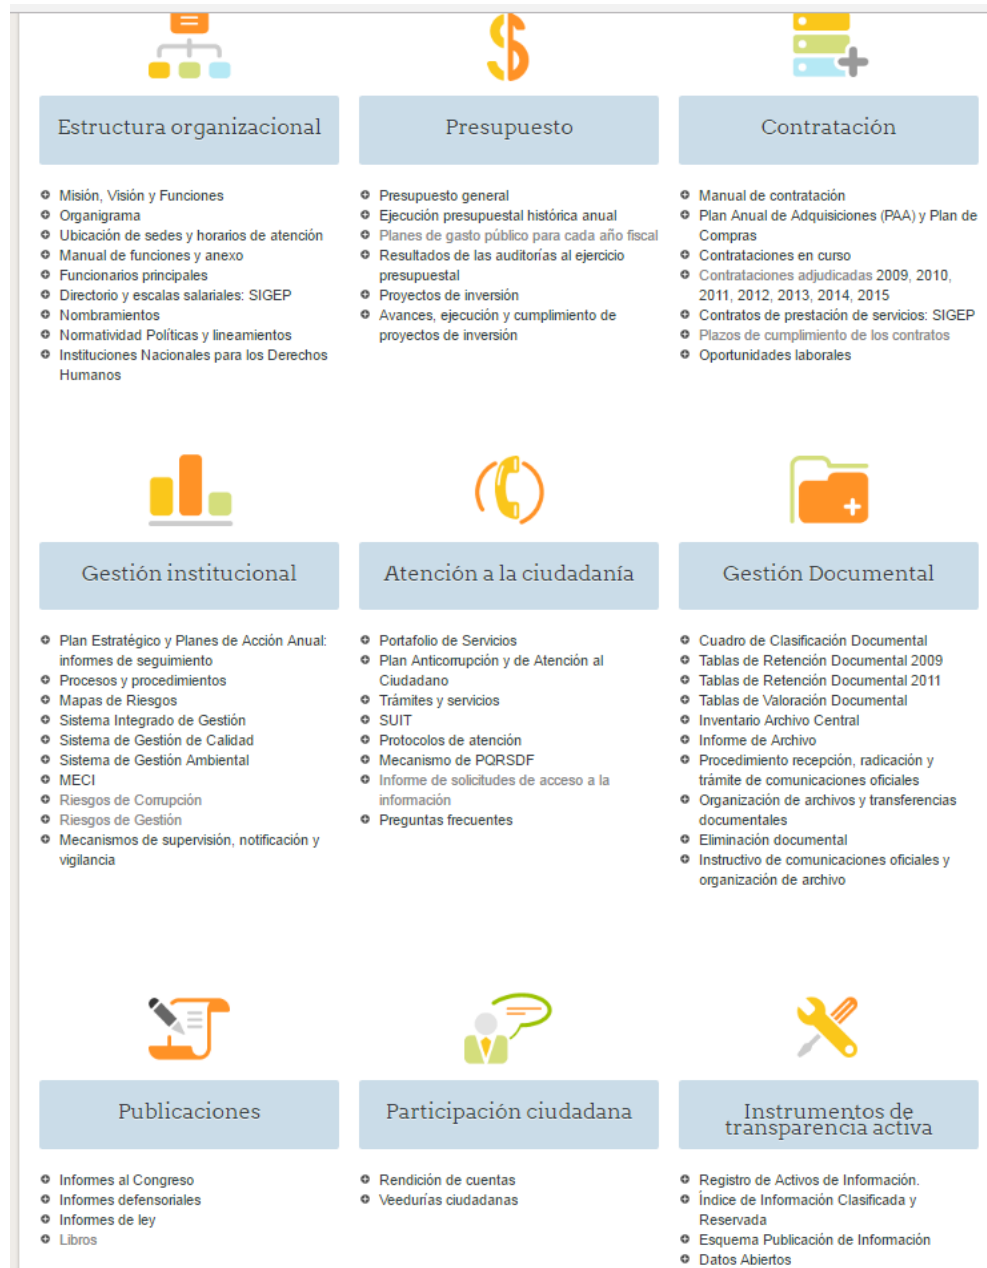 Estructura organizacional
Misión, Visión y Funciones
Organigrama
Ubicación de sedes y horarios de atención
Manual de funciones y anexo
Funcionarios principales
Directorio y escalas salariales: SIGEP
Nombramientos
Normatividad Políticas y lineamientos
Instituciones Nacionales para los Derechos
Humanos
Presupuesto
Presupuesto general
Ejecución presupuestal histórica anual
Planes de gasto público para cada año fiscal
Resultados de las auditorías al ejercicio
presupuestal
Proyectos de inversión
Avances, ejecución y cumplimiento de
proyectos de inversión
Contratación
Manual de contratación
Plan Anual de Adquisiciones (PAA) y Plan de
Compras
Contrataciones en curso
Contrataciones adjudicadas 2009, 2010,
2011, 2012, 2013, 2014, 2015
Contratos de prestación de servicios: SIGEP
Plazos de cumplimiento de los contratos
Oportunidades laborales
Gestión institucional
Plan Estratégico y Planes de Acción Anual:
informes de seguimiento
Procesos y procedimientos
Mapas de Riesgos
Sistema Integrado de Gestión
Sistema de Gestión de Calidad
Sistema de Gestión Ambiental
MECI
Riesgos de Corrupción
Riesgos de Gestión
Mecanismos de supervisión, notificación y
vigilancia
Atención a la ciudadanía
Portafolio de Servicios
Plan Anticorrupción y de Atención al
Ciudadano
Trámites y servicios
SUIT
Protocolos de atención
Mecanismo de PQRSDF
Informe de solicitudes de acceso a la
información
Preguntas frecuentes
Gestión Documental
Cuadro de Clasificación Documental
Tablas de Retención Documental 2009
Tablas de Retención Documental 2011
Tablas de Valoración Documental
Inventario Archivo Central
Informe de Archivo
Procedimiento recepción, radicación y
trámite de comunicaciones oficiales
Organización de archivos y transferencias
documentales
Eliminación documental
Instructivo de comunicaciones oficiales y
organización de archivo
Publicaciones
Informes al Congreso
Informes defensoriales
Informes de ley
Libros
Participación ciudadana
Rendición de cuentas
Veedurías ciudadanas
Instrumentos de
transparencia activa
Registro de Activos de Información.
Índice de Información Clasificada y
Reservada
Esquema Publicación de Información
Datos Abiertos